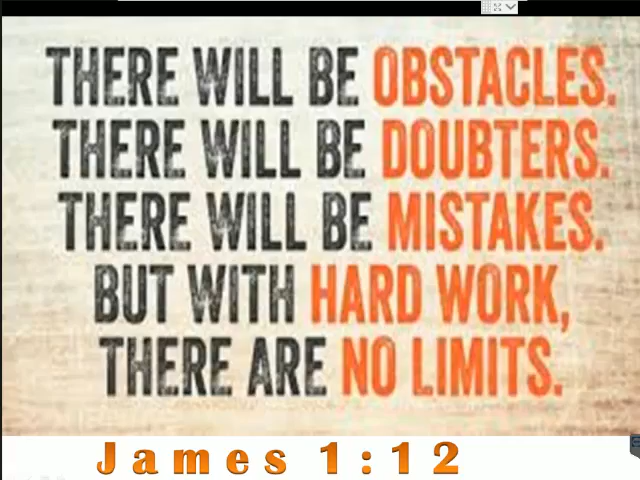 THERE WILL BE OBSTACLES.
THERE WILL BE DOUBTERS.
THERE WILL BE MISTAKES.
BUT WITH HARD WORK,
THERE ARE NO LIMITS.
James 1:12